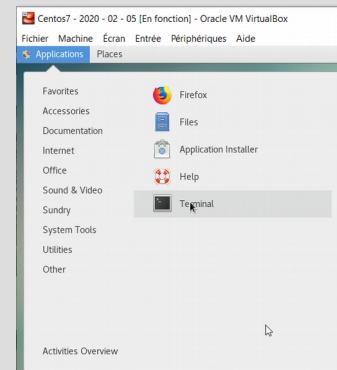 Centos7 - 2020 - 02 - 05 [En fonction] - Oracle VM VirtualBox
Fichier Machine Écran Entrée Périphériques Aide
Applications Places
Favorites
Accessories
Documentation
Internet
Office
Sound & Video
Sundry
System Tools
Utilities
Other
Activities Overview
Firefox
Files
Application Installer
Help
Terminal